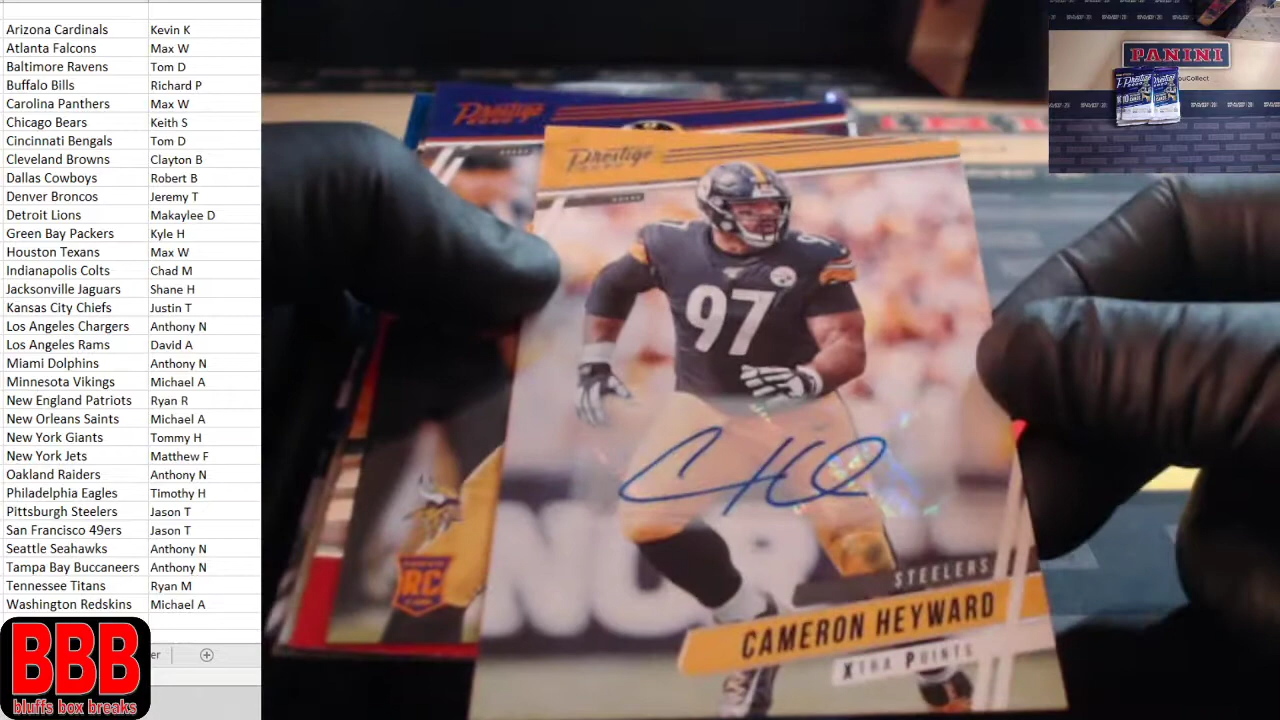 Arizona Cardinals Kevin K
Atlanta Falcons Max W
Baltimore Ravens Tom D
Buffalo Bills Richard P
Carolina Panthers Max W
Chicago Bears Keith S
Cincinnati Bengals Tom D
Cleveland Browns Clayton B
Dallas Cowboys Robert B
Denver Broncos Jeremy T
Detroit Lions Makaylee D
Green Bay Packers Kyle H
Houston Texans Max W
Indianapolis Colts Chad M
Jacksonville Jaguars Shane H
Kansas City Chiefs Justin T
Los Angeles Chargers Anthony N
Los Angeles Rams David A
Miami Dolphins Anthony N
Minnesota Vikings Michael A
New England Patriots Ryan R
New Orleans Saints Michael A
New York Giants Tommy H
New York Jets Matthew F
Oakland Raiders Anthony N
Philadelphia Eagles Timothy H
Pittsburgh Steelers Jason T
San Francisco 49ers Jason T
Seattle Seahawks Anthony N
Tampa Bay Buccaneers Anthony N
Tennessee Titans Ryan M
Washington Redskins Michael A
er
BBB
bluffs box breaks
Prestige
Prestige
97
97
RC
STEELERS
CAMERON HEYWARD
XTRA POINTS
PANINI
YouCollect
Prestige